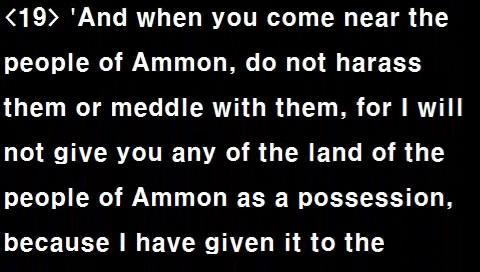 <19> 'And when you come near the
people of Ammon, do not harass
them or meddle with them, for I will
not give you any of the land of the
people of Ammon as a possession,
because I have given it to the